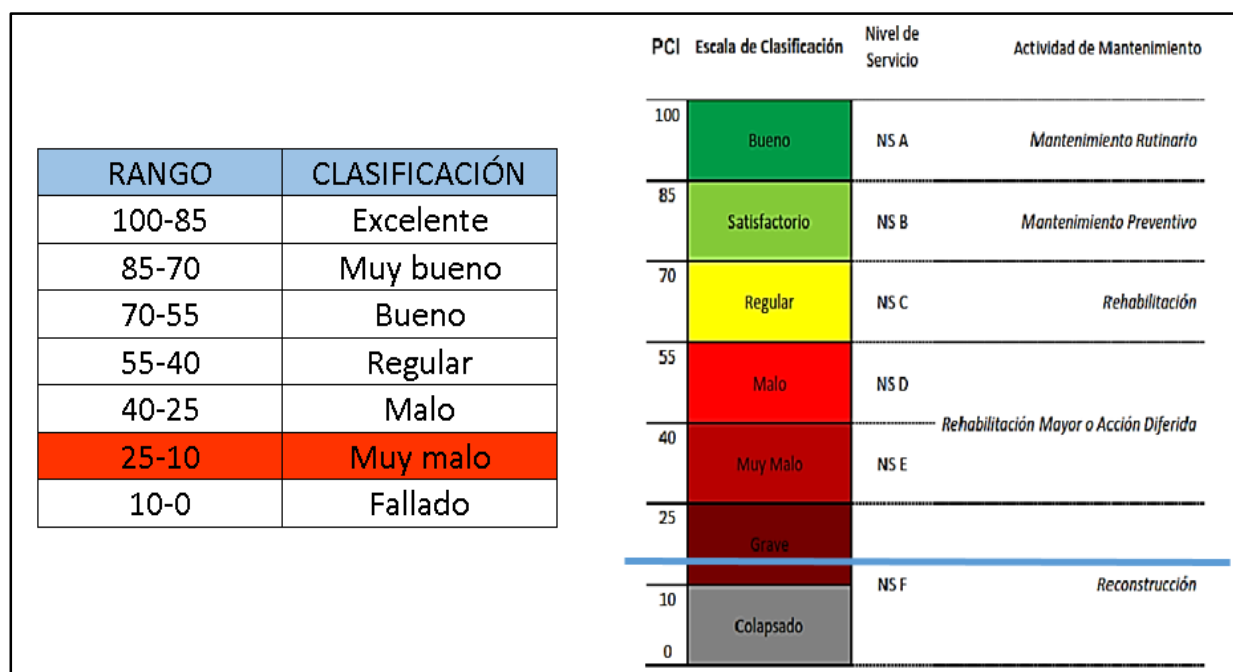 RANGO CLASIFICACIÓN
100-85 Excelente
85-70 Muy bueno
70-55 Bueno
55-40 Regular
40-25 Malo
25-10 Muy malo
10-0 Fallado
PCI Escala de Clasificación Nivel de Servicio Actividad de Mantenimiento
100
Bueno NS A Mantenimiento Rutinario
85
Satisfactorio NS B Mantenimiento Preventivo
70
Regular NS C Rehabilitación
55
Malo NS D
Rehabilitación Mayor o Acción Diferida
40
Muy Malo NS E
25
Grave
NS F Reconstrucción
10
Colapsado
0